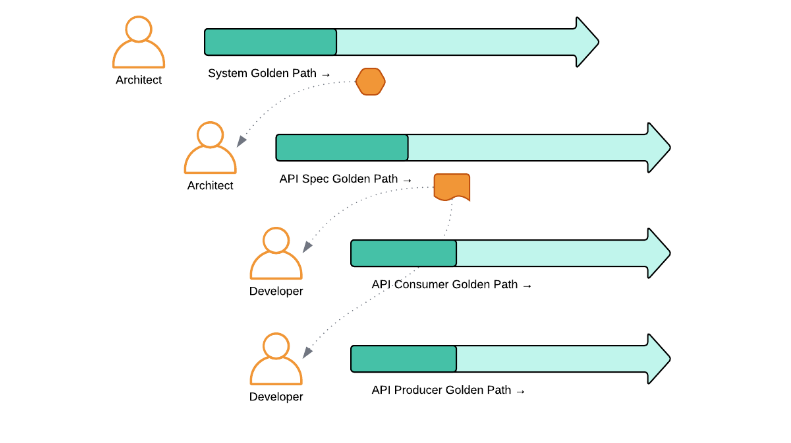 Architect
System Golden Path →
Architect
API Spec Golden Path →
Developer
API Consumer Golden Path →
Developer
API Producer Golden Path →